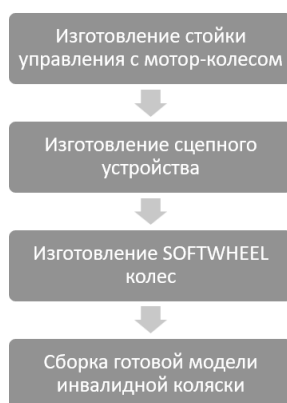 Изготовление стойки
управления с мотор-колесом
Изготовление сцепного
устройства
Изготовление SOFTWHEEL
колес
Сборка готовой модели
инвалидной коляски